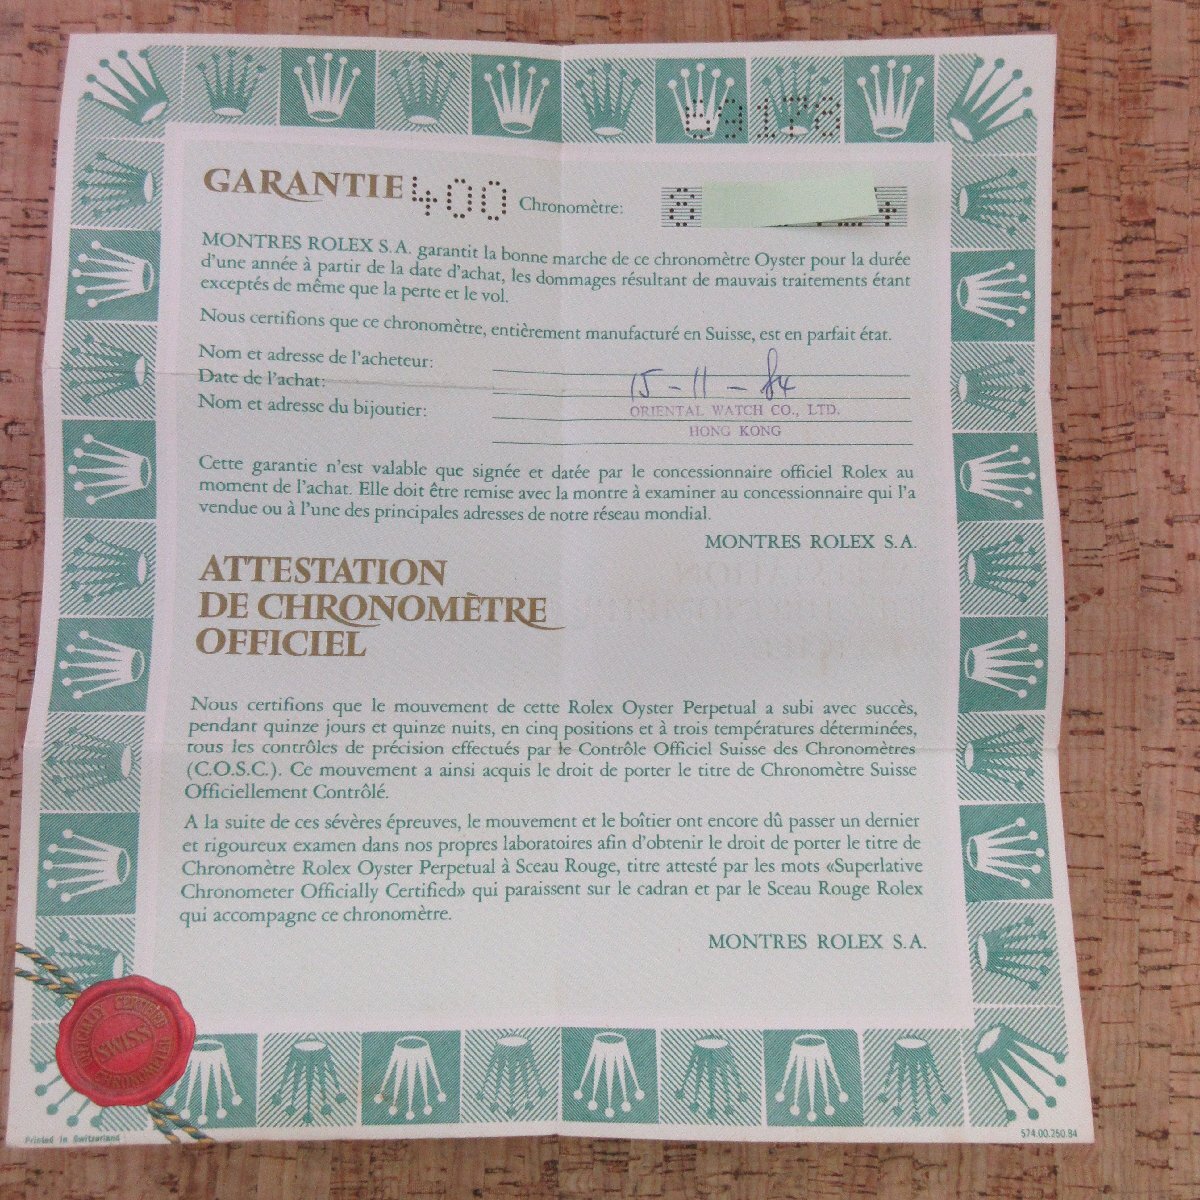 69178
GARANTIE 400 Chronomètre: 8
MONTRES ROLEX S.A. garantit la bonne marche de ce chronomètre Oyster pour la durée
d'une année à partir de la date d'achat, les dommages résultant de mauvais traitements étant
exceptés de même que la perte et le vol.
Nous certifions que ce chronomètre, entièrement manufacturé en Suisse, est en parfait état.
Nom et adresse de l'acheteur:
Date de l'achat: 15-11-84
Nom et adresse du bijoutier: ORIENTAL WATCH CO., LTD.
HONG KONG
Cette garantie n'est valable que signée et datée par le concessionnaire officiel Rolex au
moment de l'achat. Elle doit être remise avec la montre à examiner au concessionnaire qui l'a
vendue ou à l'une des principales adresses de notre réseau mondial.
MONTRES ROLEX S.A.
ATTESTATION
DE CHRONOMÈTRE
OFFICIEL
Nous certifions que le mouvement de cette Rolex Oyster Perpetual a subi avec succès,
pendant quinze jours et quinze nuits, en cinq positions et à trois températures déterminées,
tous les contrôles de précision effectués par le Contrôle Officiel Suisse des Chronomètres
(C.O.S.C.). Ce mouvement a ainsi acquis le droit de porter le titre de Chronomètre Suisse
Officiellement Contrôlé.
A la suite de ces sévères épreuves, le mouvement et le boîtier ont encore dû passer un dernier
et rigoureux examen dans nos propres laboratoires afin d'obtenir le droit de porter le titre de
Chronomètre Rolex Oyster Perpetual à Sceau Rouge, titre attesté par les mots «Superlative
Chronometer Officially Certified» qui paraissent sur le cadran et par le Sceau Rouge Rolex
qui accompagne ce chronomètre.
MONTRES ROLEX S.A.
OFFICIALLY CERTIFIED
SWISS
CHRONOMETER
Printed in Switzerland
574.00.250.84